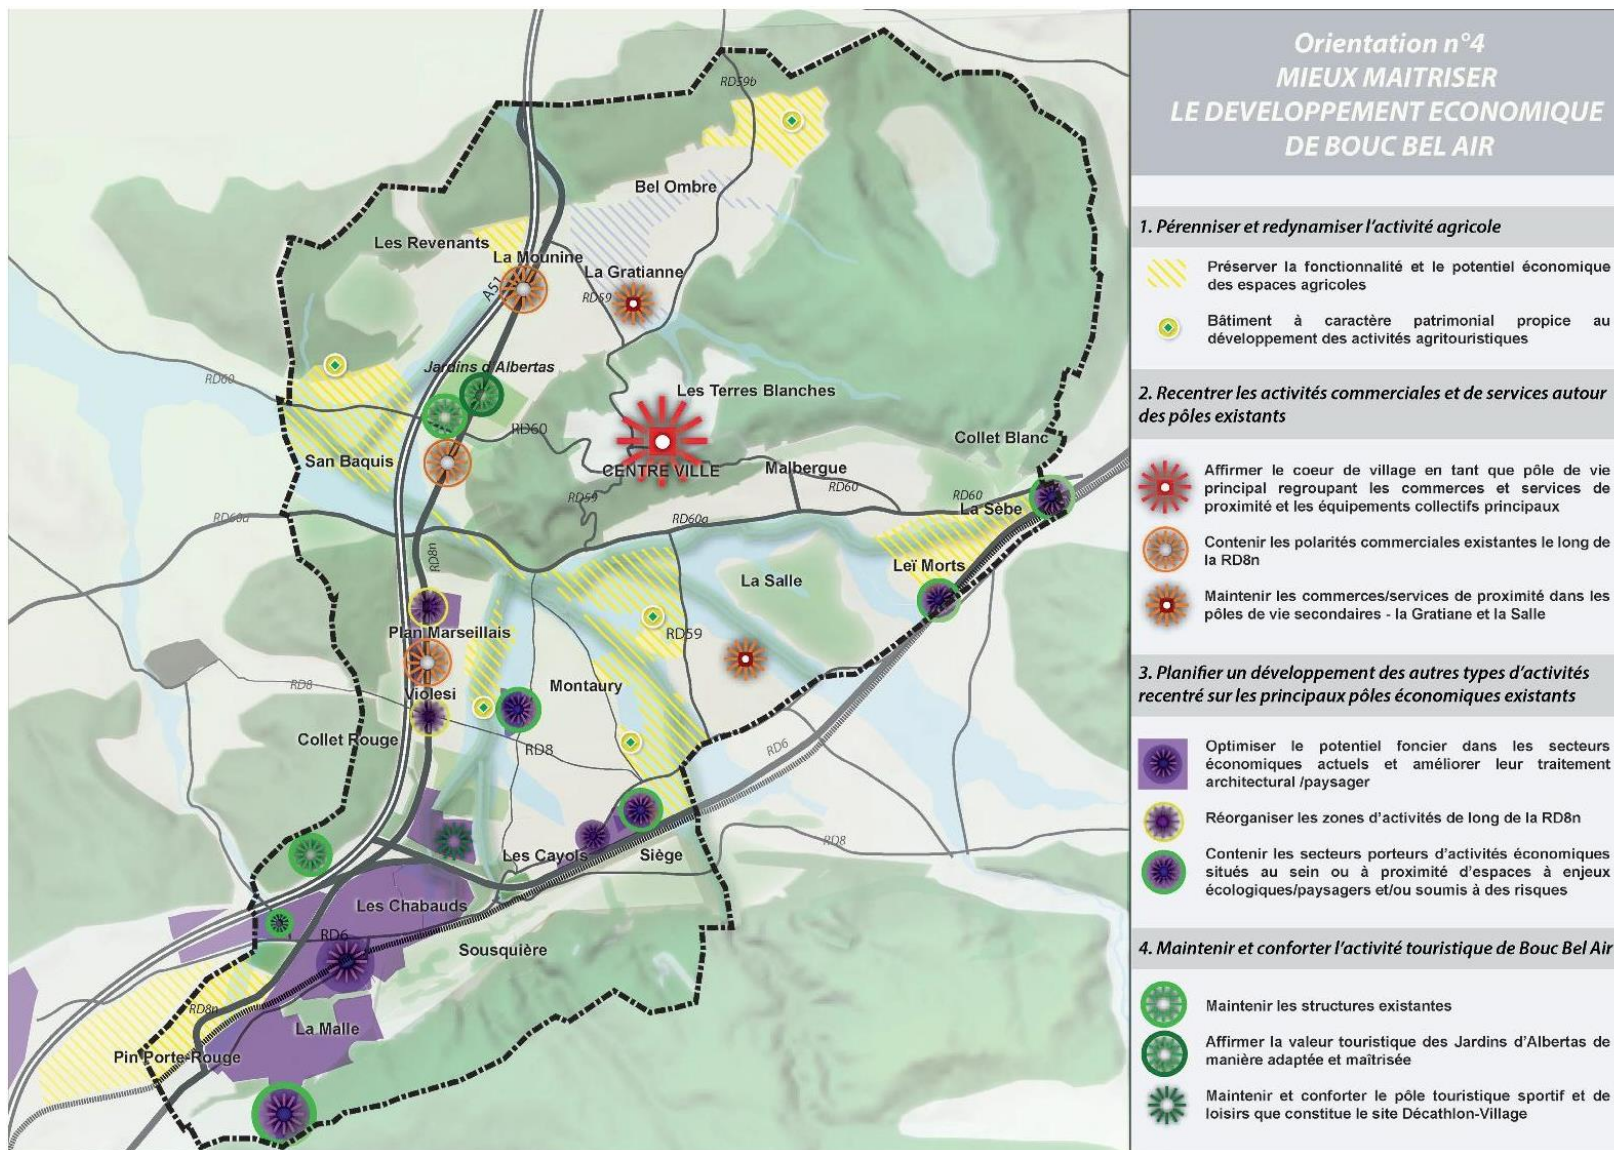 Orientation n°4
MIEUX MAITRISER
LE DEVELOPPEMENT ECONOMIQUE
DE BOUC BEL AIR
1. Pérenniser et redynamiser l'activité agricole
Préserver la fonctionnalité et le potentiel économique
des espaces agricoles
Bâtiment à caractère patrimonial propice au
développement des activités agritouristiques
2. Recentrer les activités commerciales et de services autour
des pôles existants
Affirmer le coeur de village en tant que pôle de vie
principal regroupant les commerces et services de
proximité et les équipements collectifs principaux
Contenir les polarités commerciales existantes le long de
la RD8n
Maintenir les commerces/services de proximité dans les
pôles de vie secondaires - la Gratiane et la Salle
3. Planifier un développement des autres types d'activités
recentré sur les principaux pôles économiques existants
Optimiser le potentiel foncier dans les secteurs
économiques actuels et améliorer leur traitement
architectural /paysager
Réorganiser les zones d'activités de long de la RD8n
Contenir les secteurs porteurs d'activités économiques
situés au sein ou à proximité d'espaces à enjeux
écologiques/paysagers et/ou soumis à des risques
4. Maintenir et conforter l'activité touristique de Bouc Bel Air
Maintenir les structures existantes
Affirmer la valeur touristique des Jardins d'Albertas de
manière adaptée et maîtrisée
Maintenir et conforter le pôle touristique sportif et de
loisirs que constitue le site Décathlon-Village
RD59b
Bel Ombre
Les Revenants
La Mounine
La Gratianne
A51
RD59
Jardins d'Albertas
RD60
Les Terres Blanches
RD60
Collet Blanc
San Baquis
CENTRE VILLE
Malbergue
RD60
RD59
RD60
La Sèbe
RD60a
RD60d
RD8n
Leï Morts
La Salle
Plan Marseillais
RD59
RD8
Violesi
Montaury
Collet Rouge
RD8
RD6
RD8
Les Cayols
Siège
Les Chabauds
RD6
Sousquière
RD8n
La Malle
Pin Porte-Rouge